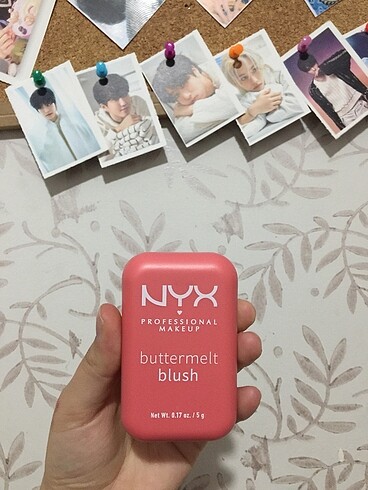 NYX
PROFESSIONAL
MAKEUP
buttermelt
blush
Net Wt. 0.17 oz. / 5 g